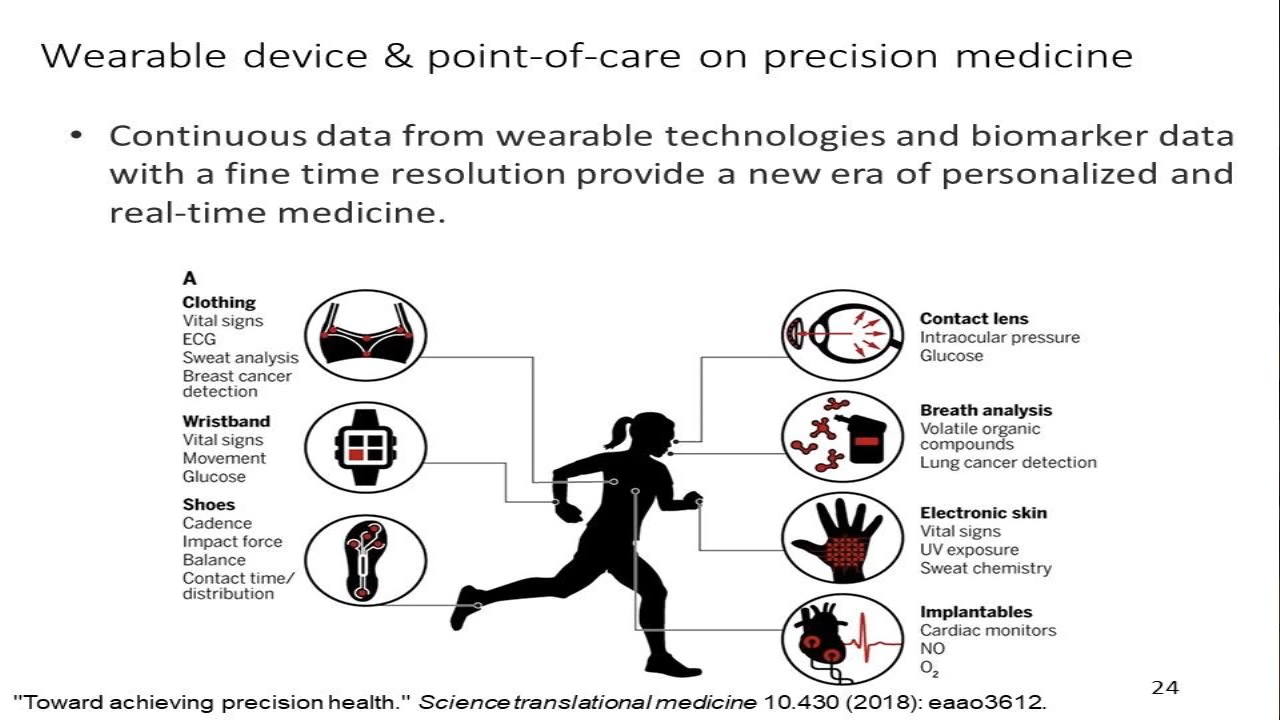 Wearable device & point-of-care on precision medicine
• Continuous data from wearable technologies and biomarker data
with a fine time resolution provide a new era of personalized and
real-time medicine.
A
Clothing
Vital signs
ECG
Sweat analysis
Breast cancer
detection
Wristband
Vital signs
Movement
Glucose
Shoes
Cadence
Impact force
Balance
Contact time/
distribution
Contact lens
Intraocular pressure
Glucose
Breath analysis
Volatile organic
compounds
Lung cancer detection
Electronic skin
Vital signs
UV exposure
Sweat chemistry
Implantables
Cardiac monitors
NO
O₂
24
"Toward achieving precision health." Science translational medicine 10.430 (2018): eaao3612.